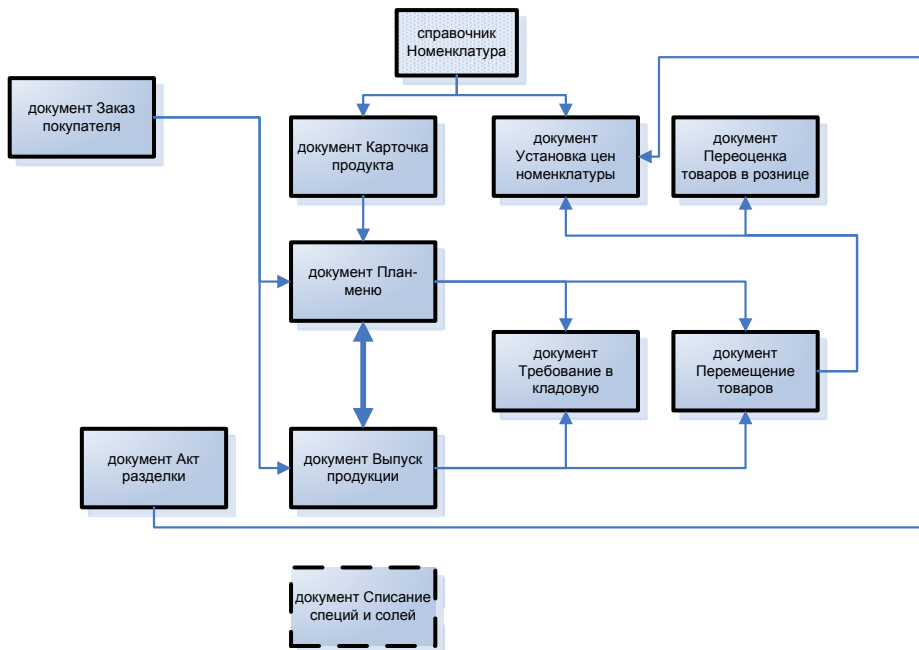 справочник
Номенклатура
документ Заказ
покупателя
документ Карточка
продукта
документ
Установка цен
номенклатуры
документ
Переоценка
товаров в рознице
документ План-
меню
документ
Требование в
кладовую
документ
Перемещение
товаров
документ Акт
разделки
документ Выпуск
продукции
документ Списание
специй и солей